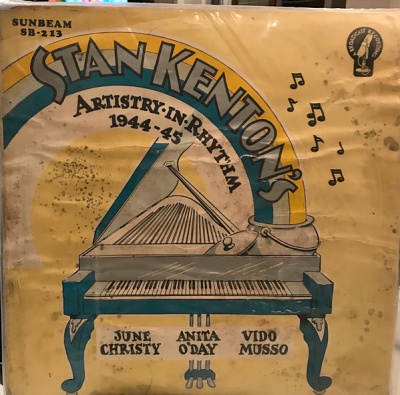 SUNBEAM
SB-213
STAN KENTON'S
ARTISTRY·IN·RHYTHM
1944-45
JUNE
CHRISTY
ANITA
O'DAY
VIDO
MUSSO